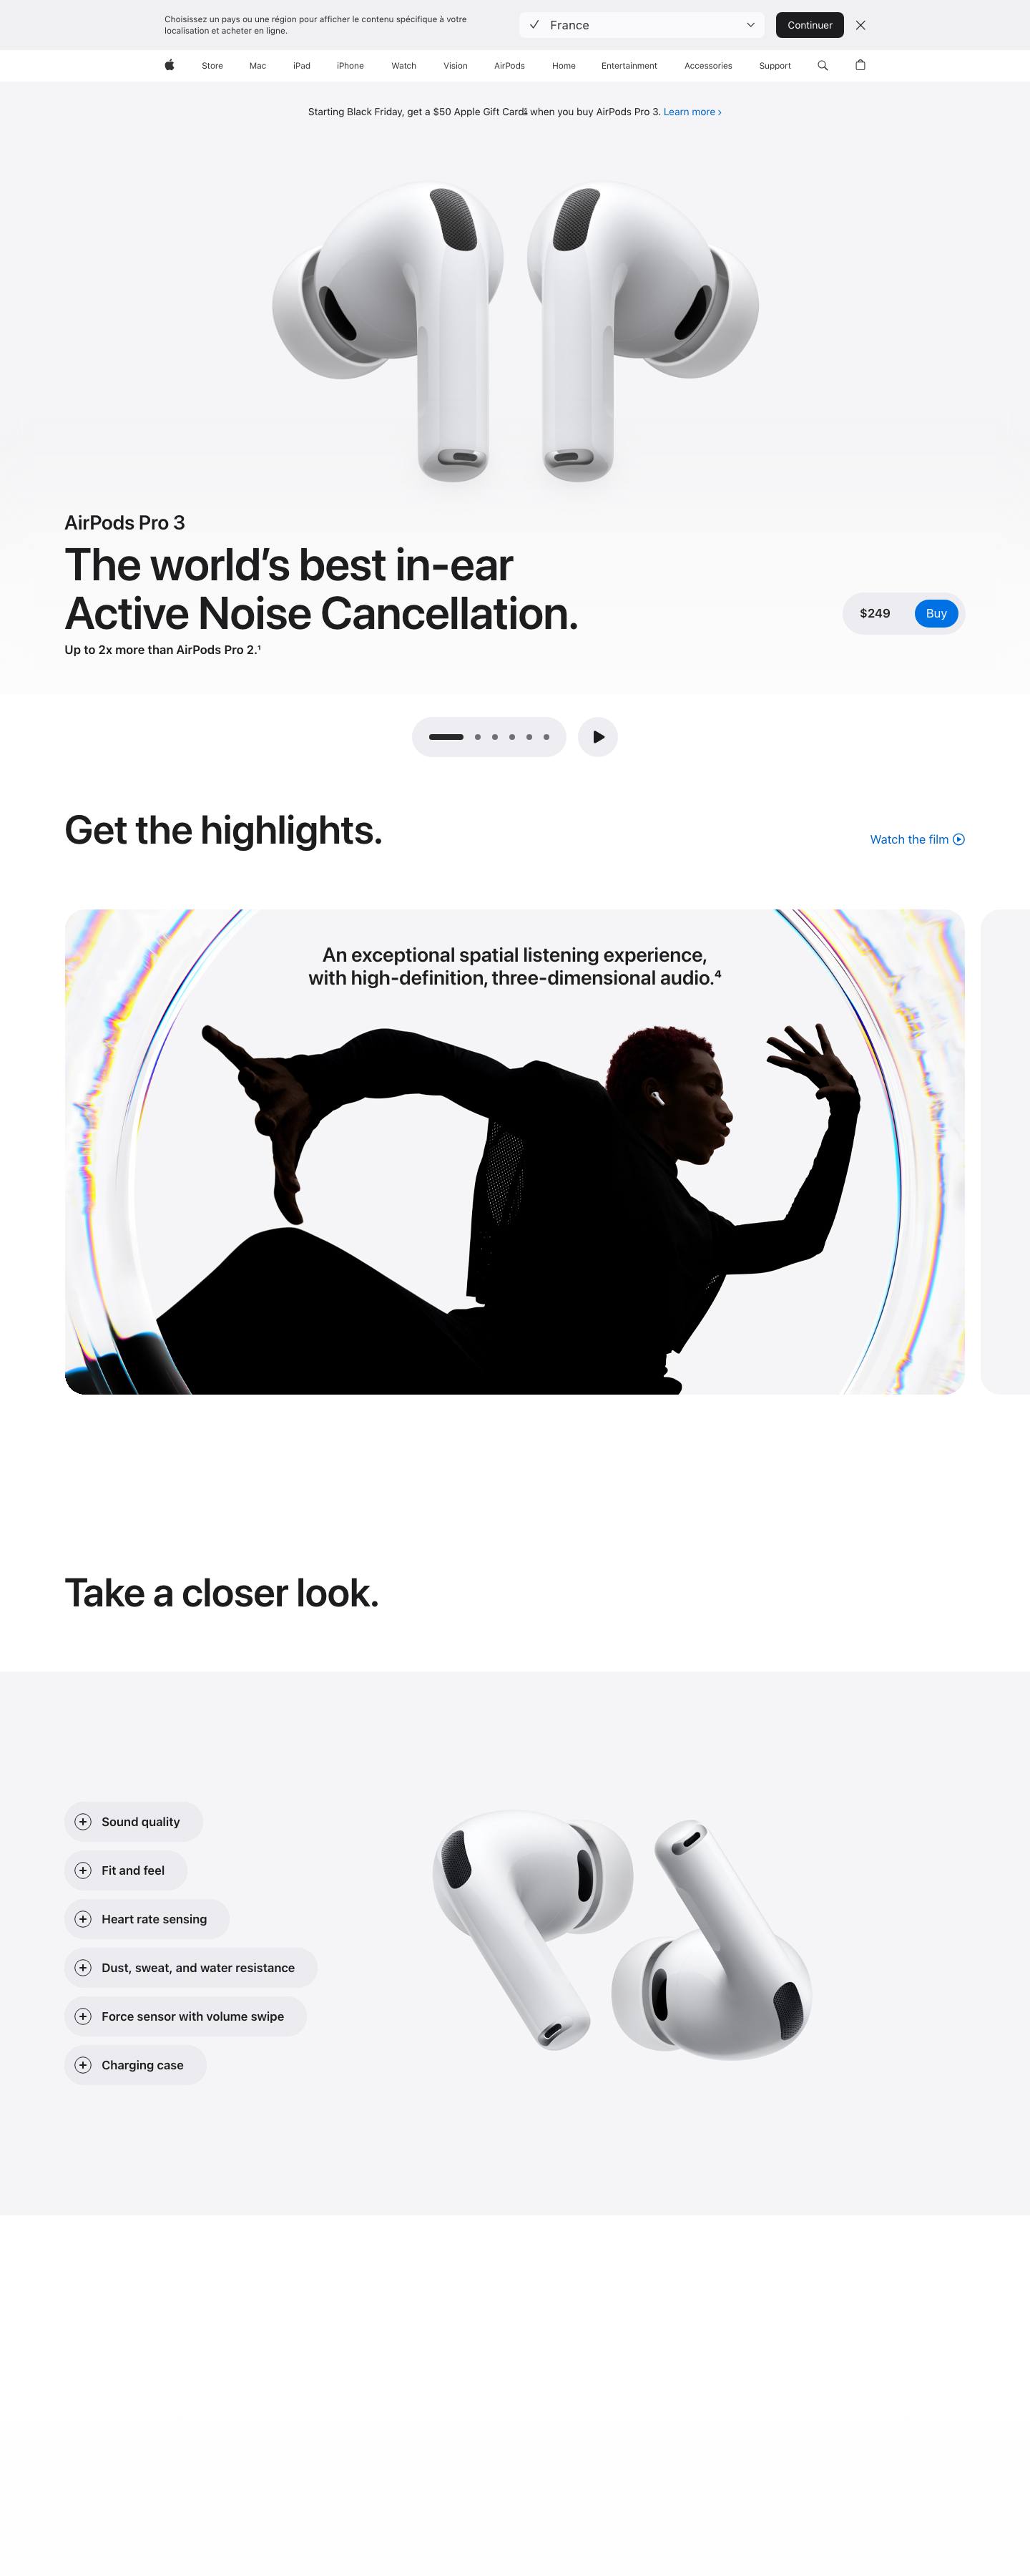 Choisissez un pays ou une région pour afficher le contenu spécifique à votre
localisation et acheter en ligne.
France
Continuer
Store Mac iPad iPhone Watch Vision AirPods Home Entertainment Accessories Support
Starting Black Friday, get a $50 Apple Gift Card when you buy AirPods Pro 3. Learn more ›
AirPods Pro 3
The world’s best in-ear
Active Noise Cancellation.
Up to 2x more than AirPods Pro 2.¹
$249 Buy
Get the highlights.
Watch the film
An exceptional spatial listening experience,
with high-definition, three-dimensional audio.⁴
Take a closer look.
Sound quality
Fit and feel
Heart rate sensing
Dust, sweat, and water resistance
Force sensor with volume swipe
Charging case